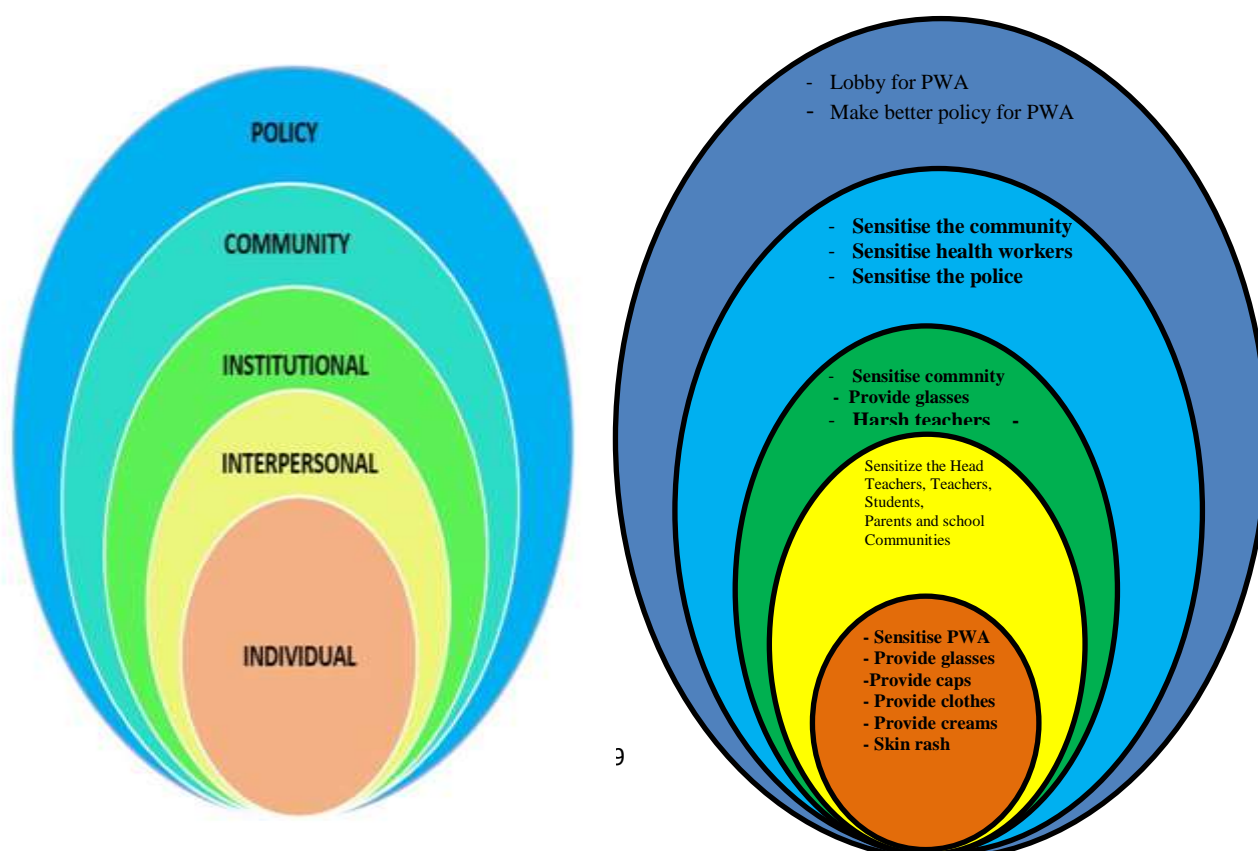 POLICY
COMMUNITY
INSTITUTIONAL
INTERPERSONAL
INDIVIDUAL
- Lobby for PWA
- Make better policy for PWA
- Sensitise the community
- Sensitise health workers
- Sensitise the police
- Sensitise commnity
- Provide glasses
- Harsh teachers -
Sensitize the Head
Teachers, Teachers,
Students,
Parents and school
Communities
- Sensitise PWA
- Provide glasses
-Provide caps
- Provide clothes
- Provide creams
- Skin rash
9